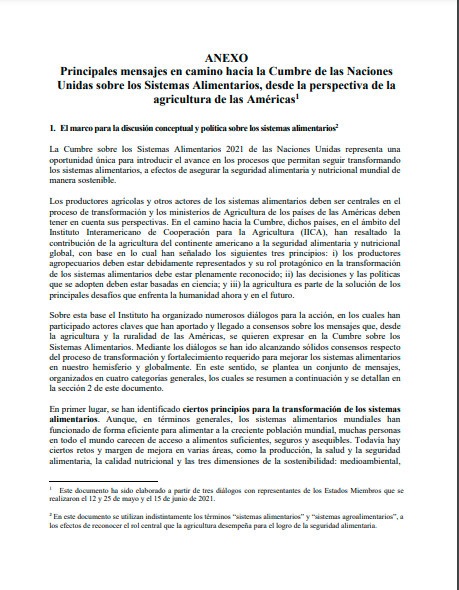 ANEXO
Principales mensajes en camino hacia la Cumbre de las Naciones
Unidas sobre los Sistemas Alimentarios, desde la perspectiva de la
agricultura de las Américas1
1. El marco para la discusión conceptual y política sobre los sistemas alimentarios2
La Cumbre sobre los Sistemas Alimentarios 2021 de las Naciones Unidas representa una
oportunidad única para introducir el avance en los procesos que permitan seguir transformando
los sistemas alimentarios, a efectos de asegurar la seguridad alimentaria y nutricional mundial de
manera sostenible.
Los productores agrícolas y otros actores de los sistemas alimentarios deben ser centrales en el
proceso de transformación y los ministerios de Agricultura de los países de las Américas deben
tener en cuenta sus perspectivas. En el camino hacia la Cumbre, dichos países, en el ámbito del
Instituto Interamericano de Cooperación para la Agricultura (IICA), han resaltado la
contribución de la agricultura del continente americano a la seguridad alimentaria y nutricional
global, con base en lo cual han señalado los siguientes tres principios: i) los productores
agropecuarios deben estar debidamente representados y su rol protagónico en la transformación
de los sistemas alimentarios debe estar plenamente reconocido; ii) las decisiones y las políticas
que se adopten deben estar basadas en ciencia; y iii) la agricultura es parte de la solución de los
principales desafíos que enfrenta la humanidad ahora y en el futuro.
Sobre esta base el Instituto ha organizado numerosos diálogos para la acción, en los cuales han
participado actores claves que han aportado y llegado a consensos sobre los mensajes que, desde
la agricultura y la ruralidad de las Américas, se quieren expresar en la Cumbre sobre los
Sistemas Alimentarios. Mediante los diálogos se han ido alcanzando sólidos consensos respecto
del proceso de transformación y fortalecimiento requerido para mejorar los sistemas alimentarios
en nuestro hemisferio y globalmente. En este sentido, se plantea un conjunto de mensajes,
organizados en cuatro categorías generales, los cuales se resumen a continuación y se detallan en
la sección 2 de este documento.
En primer lugar, se han identificado ciertos principios para la transformación de los sistemas
alimentarios. Aunque, en términos generales, los sistemas alimentarios mundiales han
funcionado de forma eficiente para alimentar a la creciente población mundial, muchas personas
en todo el mundo carecen de acceso a alimentos suficientes, seguros y asequibles. Todavía hay
ciertos retos y margen de mejora en varias áreas, como la producción, la salud y la seguridad
alimentaria, la calidad nutricional y las tres dimensiones de la sostenibilidad: medioambiental,
1 Este documento ha sido elaborado a partir de tres diálogos con representantes de los Estados Miembros que se
realizaron el 12 y 25 de mayo y el 15 de junio de 2021.
2 En este documento se utilizan indistintamente los términos “sistemas alimentarios” y “sistemas agroalimentarios”, a
los efectos de reconocer el rol central que la agricultura desempeña para el logro de la seguridad alimentaria.